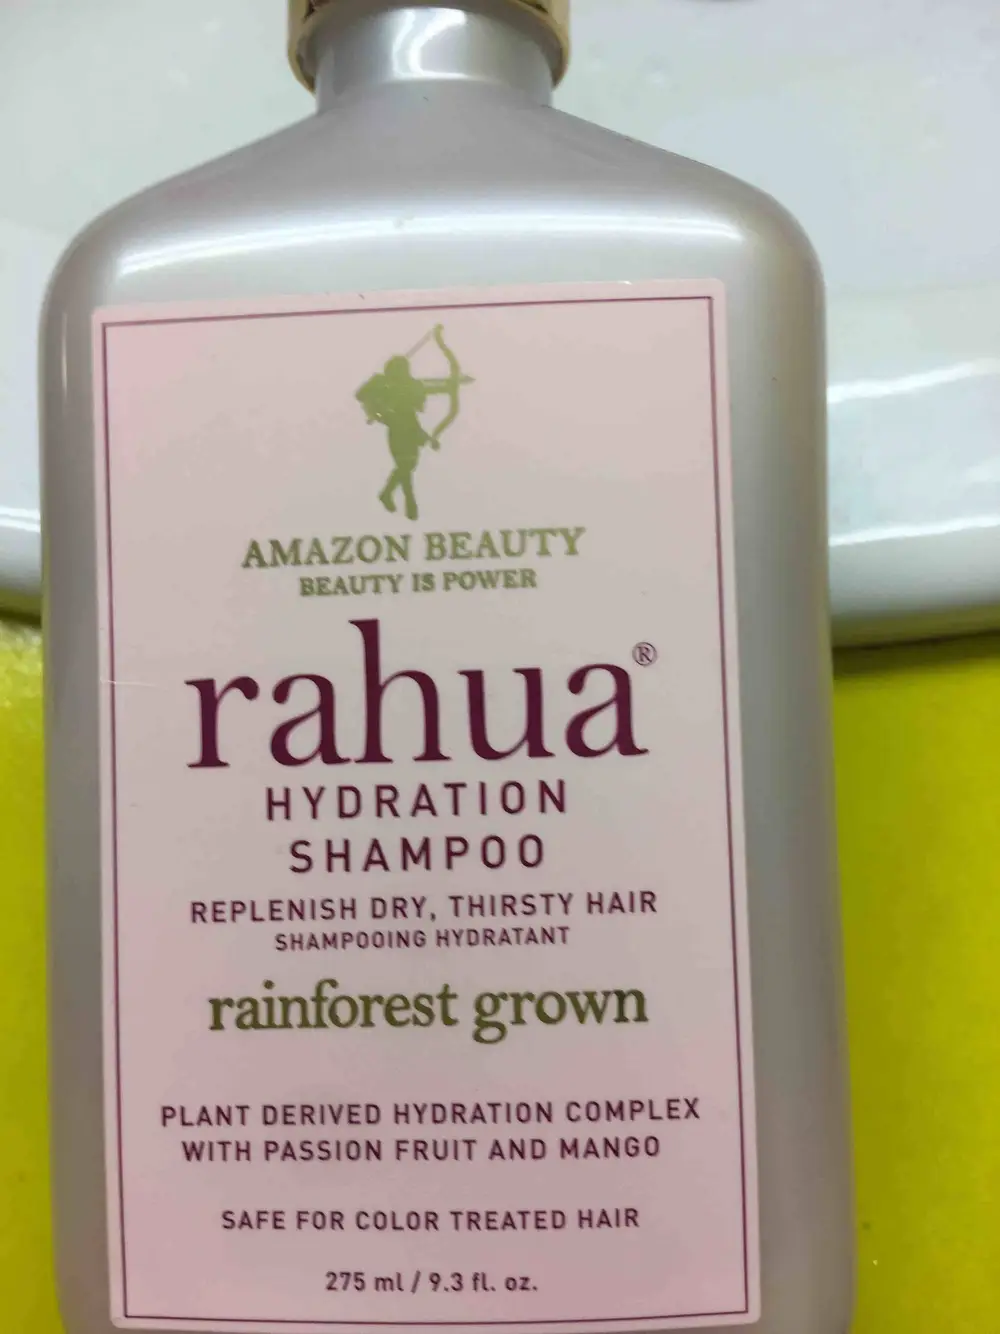 AMAZON BEAUTY
BEAUTY IS POWER
rahua®
HYDRATION
SHAMPOO
REPLENISH DRY, THIRSTY HAIR
SHAMPOOING HYDRATANT
rainforest grown
PLANT DERIVED HYDRATION COMPLEX
WITH PASSION FRUIT AND MANGO
SAFE FOR COLOR TREATED HAIR
275 ml / 9.3 fl. oz.